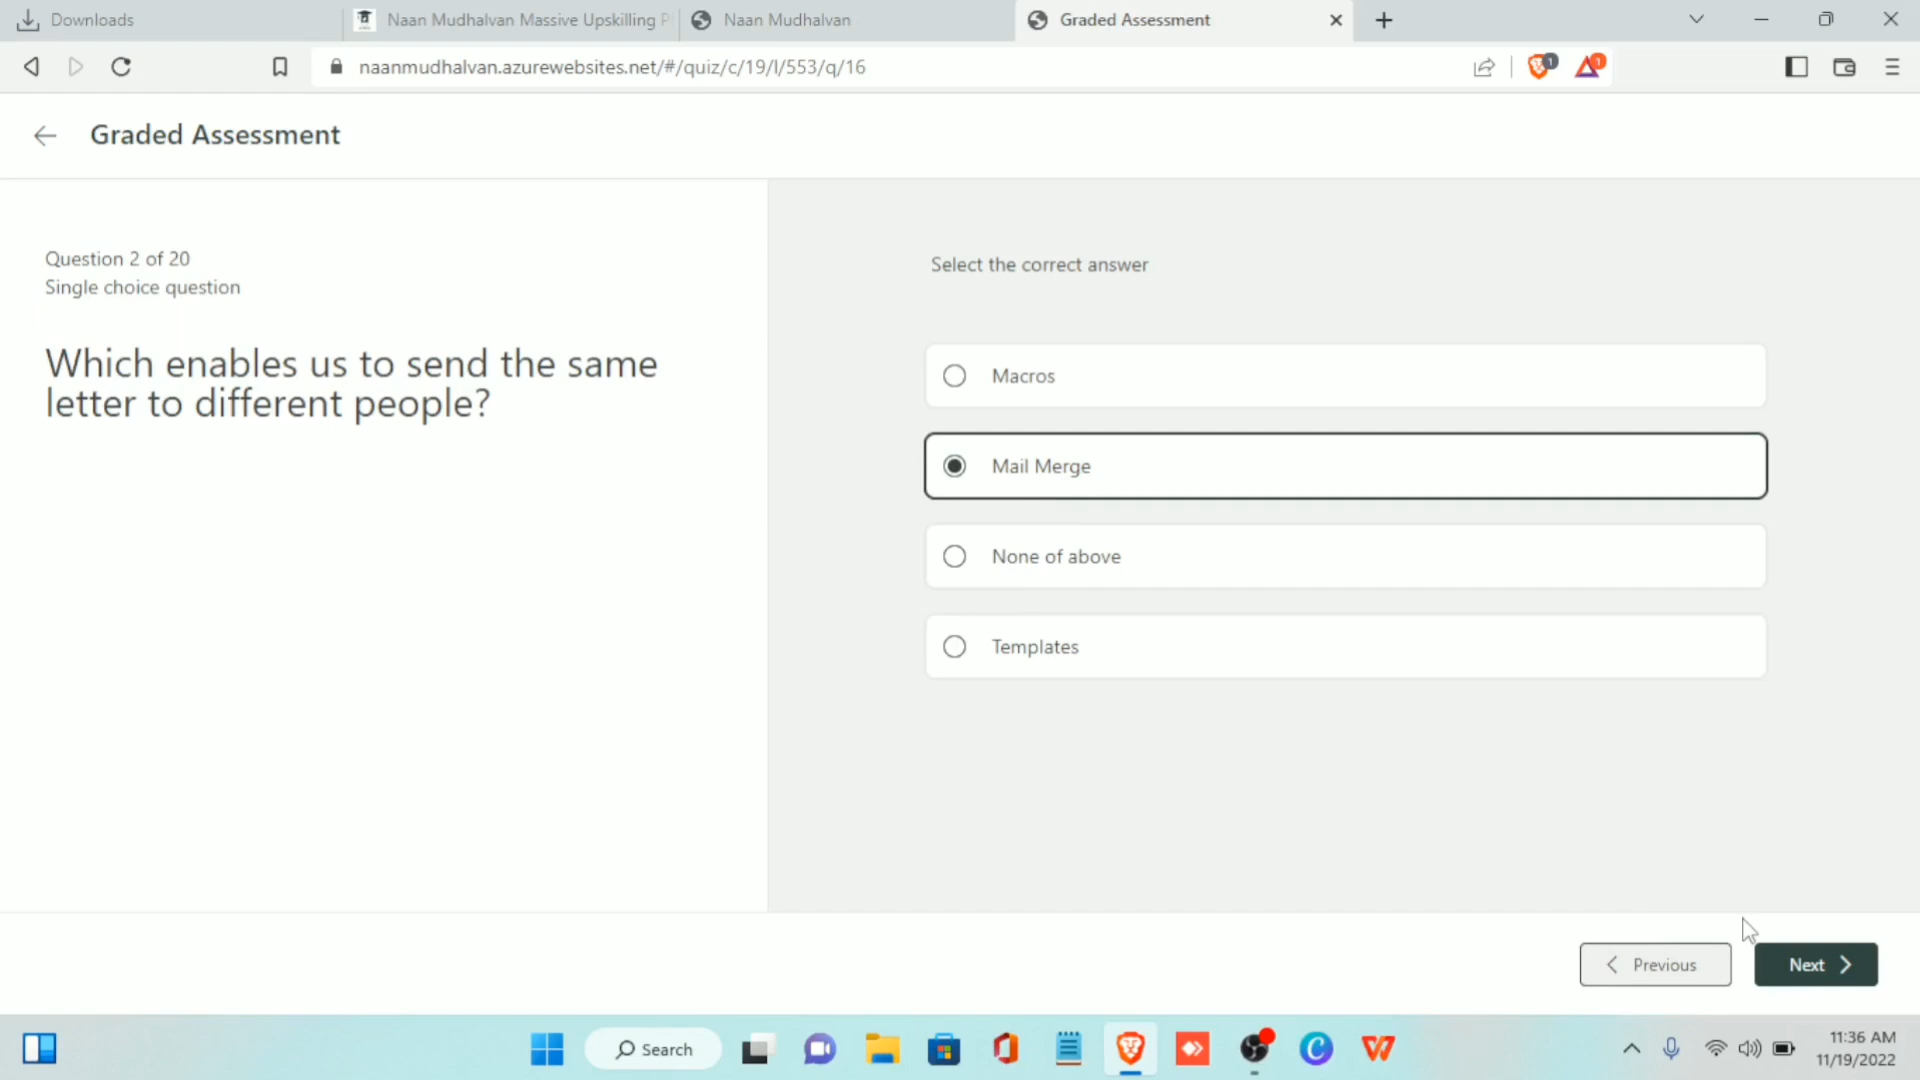 Downloads
Naan Mudhalvan Massive Upskilling P
Naan Mudhalvan
Graded Assessment
naanmudhalvan.azurewebsites.net/#/quiz/c/19/l/553/q/16
1
1
Graded Assessment
Question 2 of 20
Single choice question
Which enables us to send the same
letter to different people?
Select the correct answer
Macros
Mail Merge
None of above
Templates
Previous
Next
Search
11:36 AM
11/19/2022